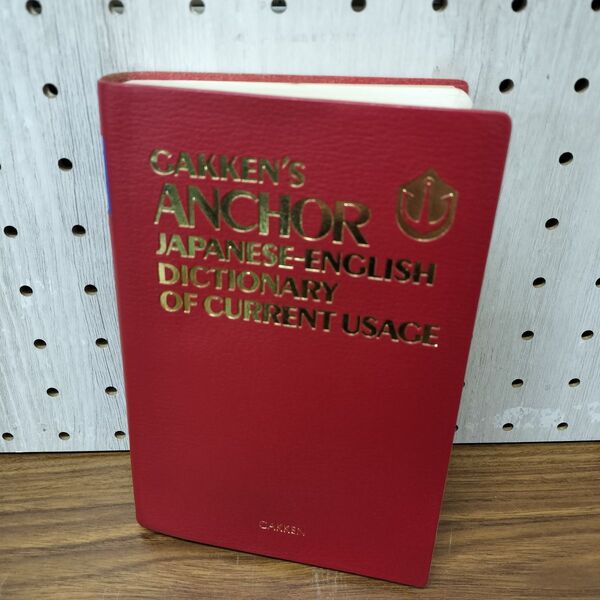 GAKKEN'S
ANCHOR
JAPANESE-ENGLISH
DICTIONARY
OF CURRENT USAGE
GAKKEN